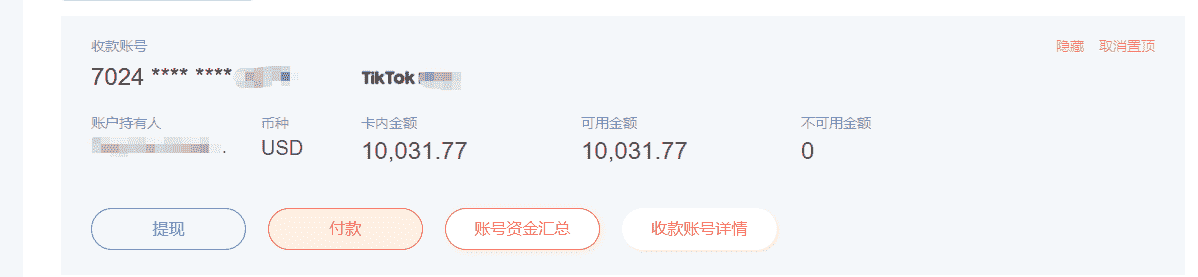 收款账号
隐藏 取消置顶
7024 **** ****
TikTok
账户持有人 币种 卡内金额 可用金额 不可用金额
. USD 10,031.77 10,031.77 0
提现 付款 账号资金汇总 收款账号详情